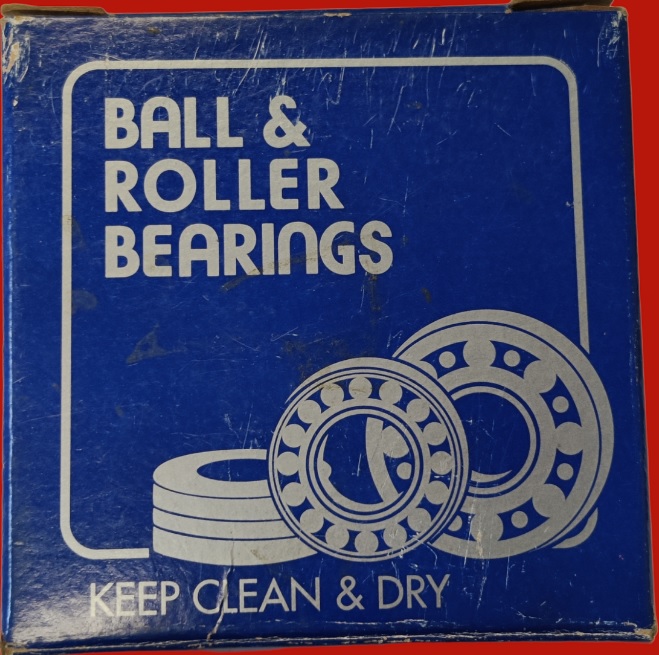 BALL &
ROLLER
BEARINGS
KEEP CLEAN & DRY